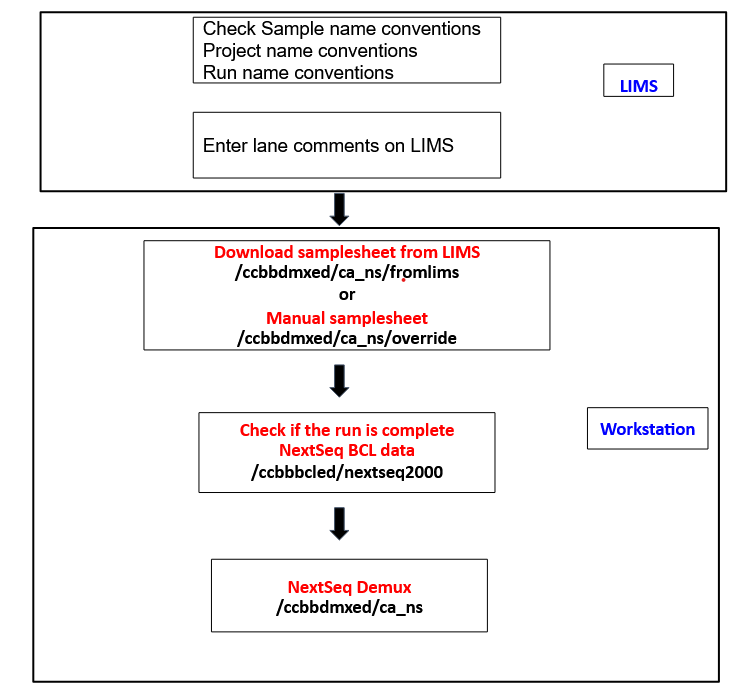 Check Sample name conventions
Project name conventions
Run name conventions
LIMS
Enter lane comments on LIMS
Download samplesheet from LIMS
/ccbbdmxed/ca_ns/fromlims
or
Manual samplesheet
/ccbbdmxed/ca_ns/override
Check if the run is complete
NextSeq BCL data
/ccbbbcled/nextseq2000
Workstation
NextSeq Demux
/ccbbdmxed/ca_ns